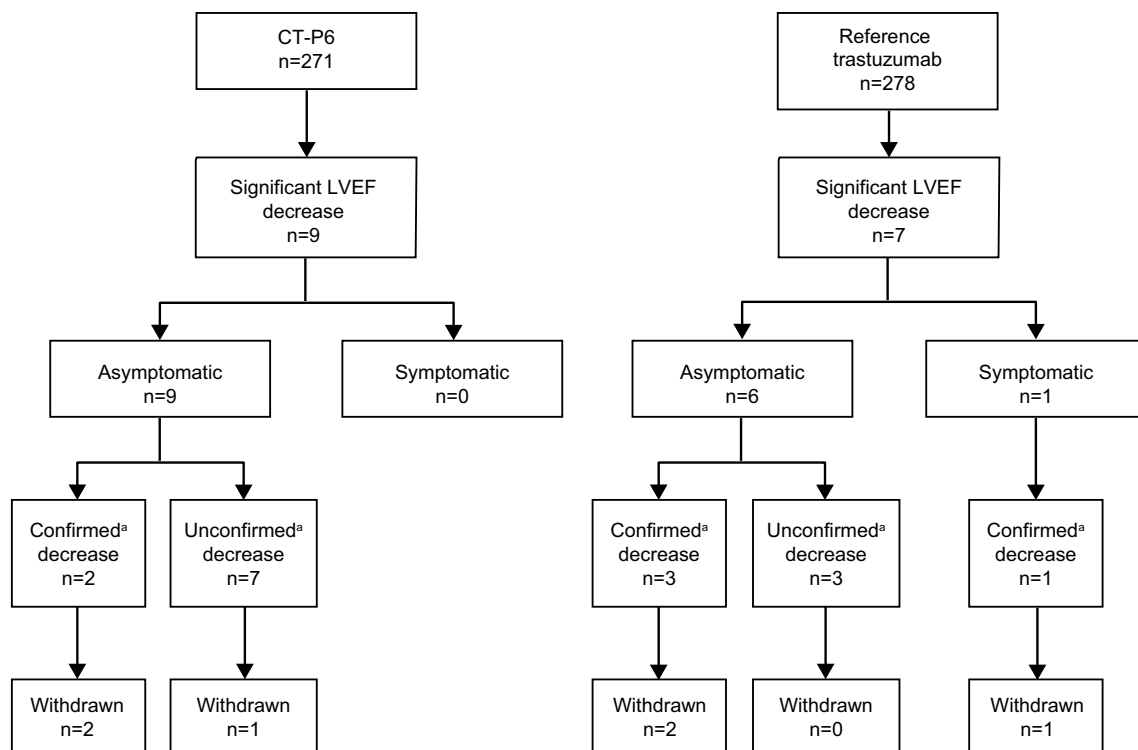 CT-P6
n=271
Reference
trastuzumab
n=278
Significant LVEF
decrease
n=9
Significant LVEF
decrease
n=7
Asymptomatic
n=9
Symptomatic
n=0
Asymptomatic
n=6
Symptomatic
n=1
Confirmedᵃ
decrease
n=2
Unconfirmedᵃ
decrease
n=7
Confirmedᵃ
decrease
n=3
Unconfirmedᵃ
decrease
n=3
Confirmedᵃ
decrease
n=1
Withdrawn
n=2
Withdrawn
n=1
Withdrawn
n=2
Withdrawn
n=0
Withdrawn
n=1